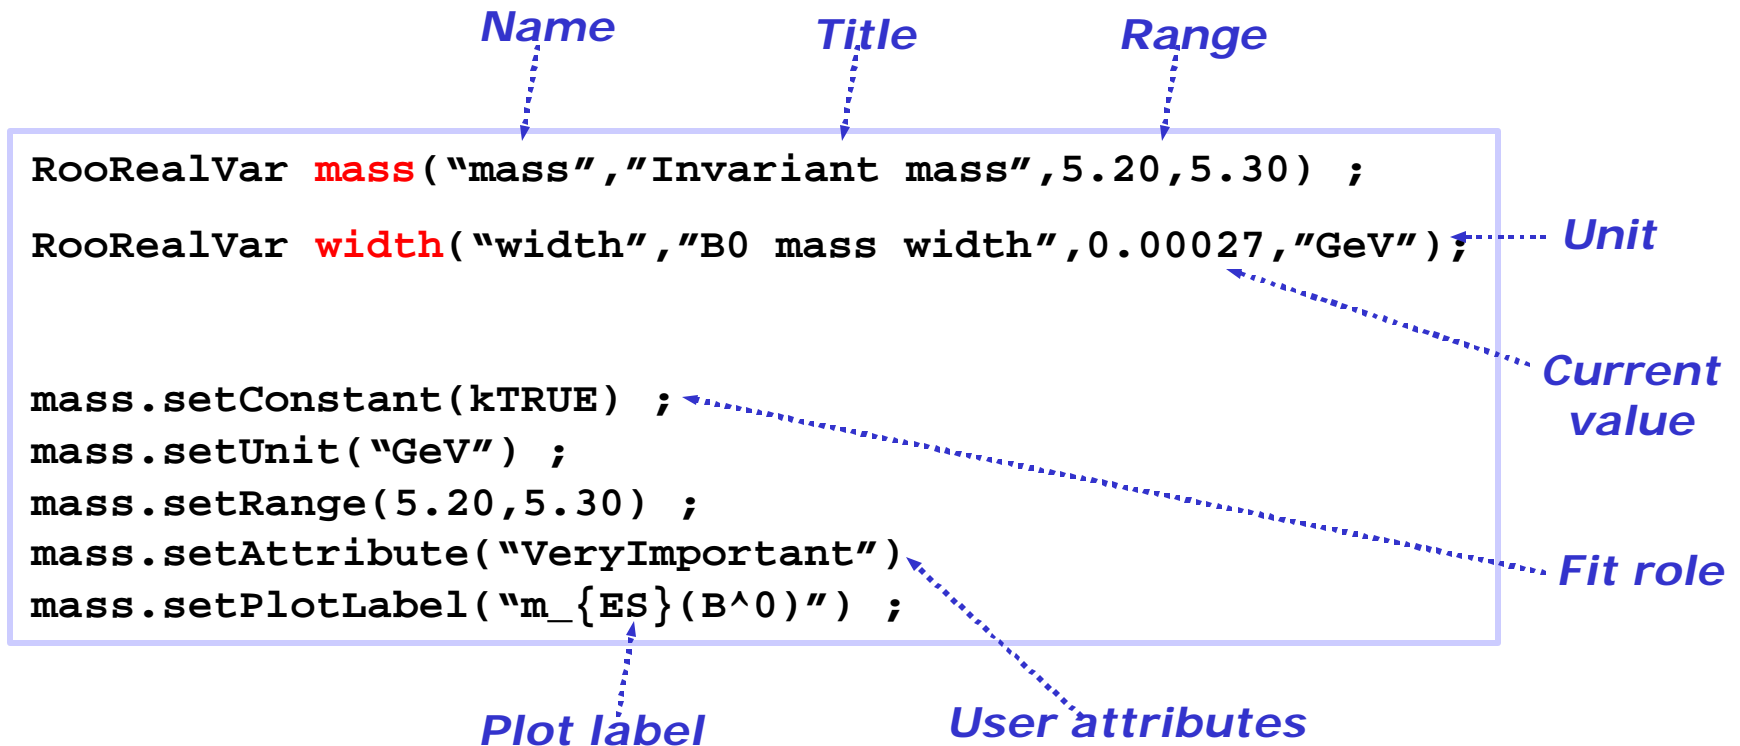 Name Title Range
RooRealVar mass(“mass”,”Invariant mass”,5.20,5.30) ;
RooRealVar width(“width”,”B0 mass width”,0.00027,”GeV”);
Unit
Current
value
mass.setConstant(kTRUE) ;
mass.setUnit(“GeV”) ;
mass.setRange(5.20,5.30) ;
mass.setAttribute(“VeryImportant”)
mass.setPlotLabel(“m_{ES}(B^0)”) ;
Fit role
Plot label
User attributes